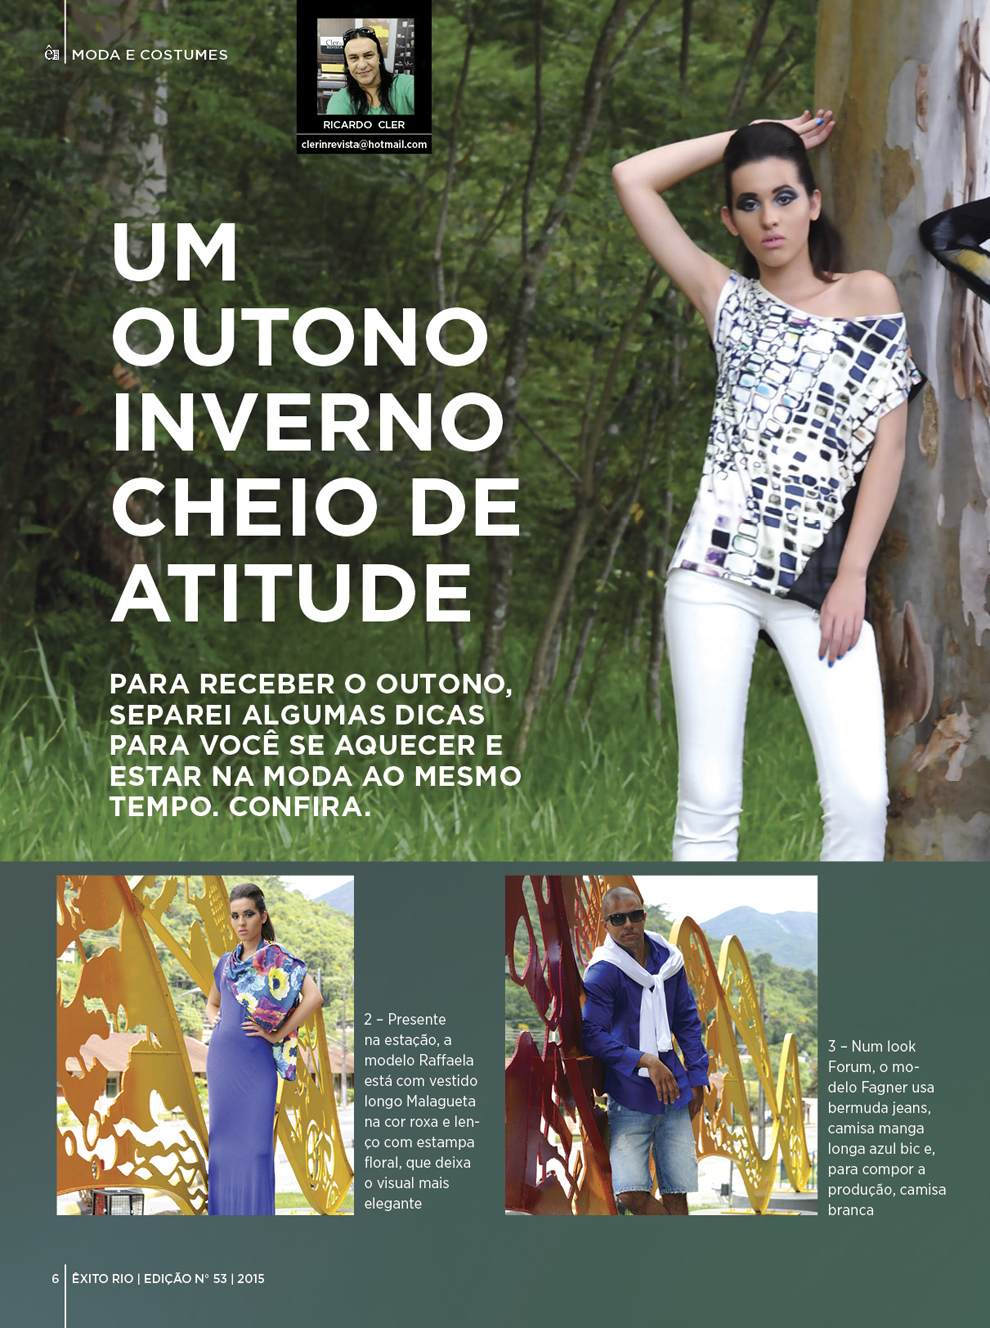 MODA E COSTUMES
RICARDO CLER
clerinrevista@hotmail.com
UM
OUTONO
INVERNO
CHEIO DE
ATITUDE
PARA RECEBER O OUTONO,
SEPAREI ALGUMAS DICAS
PARA VOCÊ SE AQUECER E
ESTAR NA MODA AO MESMO
TEMPO. CONFIRA.
2 – Presente
na estação, a
modelo Raffaela
está com vestido
longo Malagueta
na cor roxa e len-
ço com estampa
floral, que deixa
o visual mais
elegante
3 – Num look
Forum, o mo-
delo Fagner usa
bermuda jeans,
camisa manga
longa azul bic e,
para compor a
produção, camisa
branca
6 | ÊXITO RIO | EDIÇÃO N° 53 | 2015